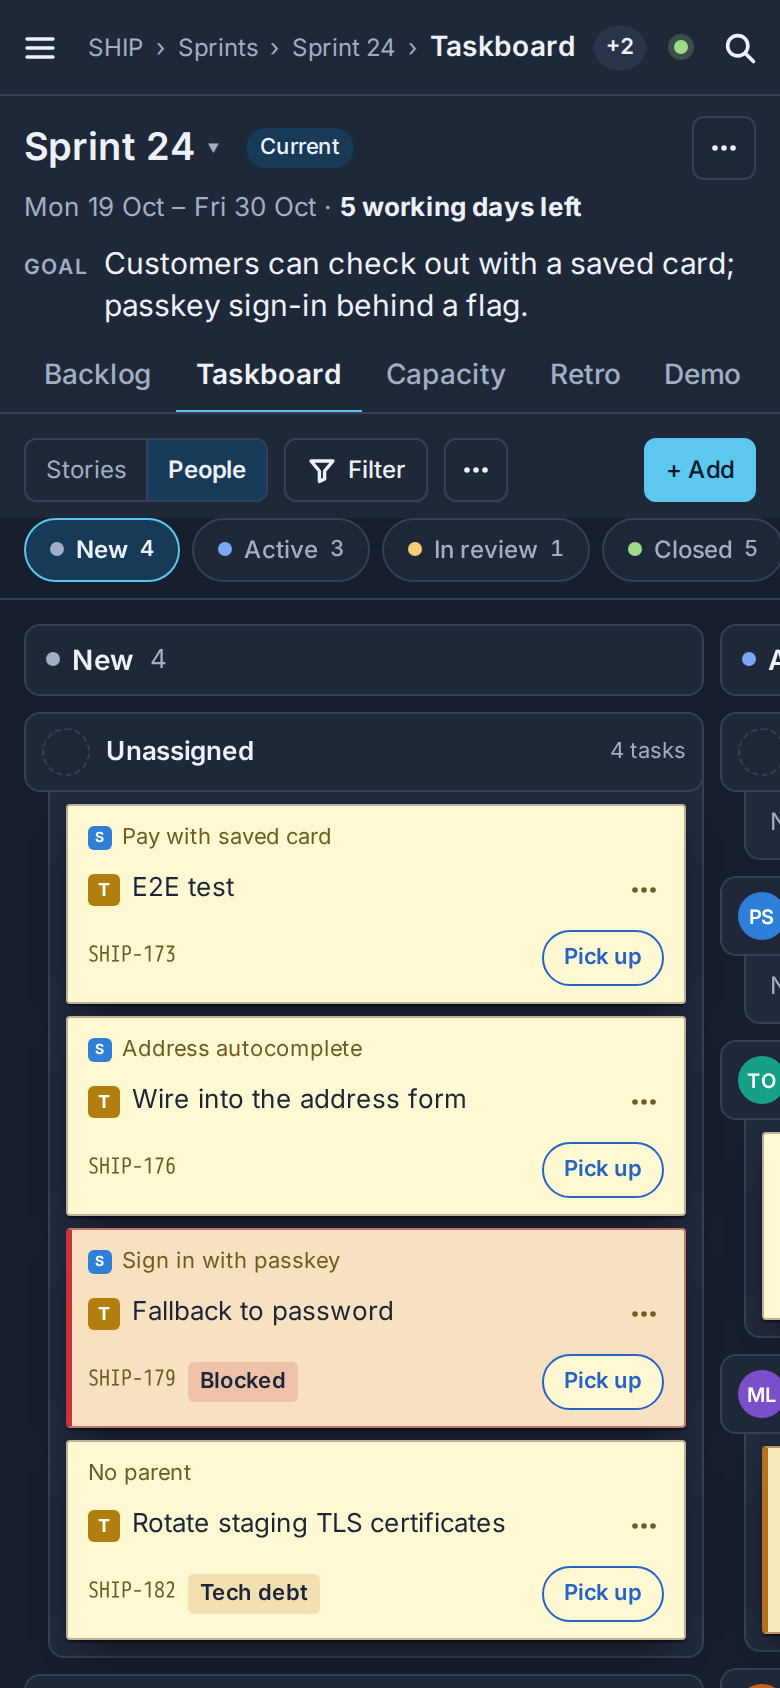 SHIP › Sprints › Sprint 24 › Taskboard +2
Sprint 24 ▾ Current
Mon 19 Oct – Fri 30 Oct · 5 working days left
GOAL Customers can check out with a saved card;
passkey sign-in behind a flag.
Backlog Taskboard Capacity Retro Demo
Stories People Filter + Add
New 4 Active 3 In review 1 Closed 5
New 4
Unassigned 4 tasks
S Pay with saved card
T E2E test
SHIP-173 Pick up
S Address autocomplete
T Wire into the address form
SHIP-176 Pick up
S Sign in with passkey
T Fallback to password
SHIP-179 Blocked Pick up
No parent
T Rotate staging TLS certificates
SHIP-182 Tech debt Pick up
PS
TO
ML